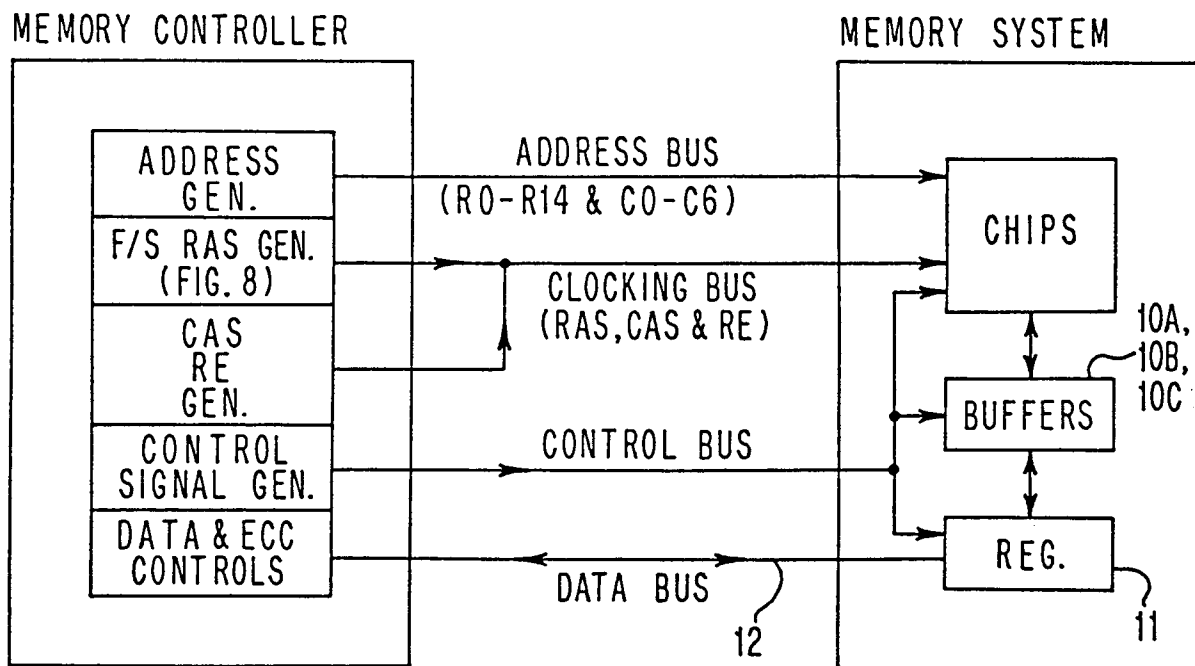 MEMORY CONTROLLER
MEMORY SYSTEM
ADDRESS
GEN.
F/S RAS GEN.
(FIG. 8)
CAS
RE
GEN.
CONTROL
SIGNAL GEN.
DATA & ECC
CONTROLS
ADDRESS BUS
(RO-R14 & CO-C6)
CLOCKING BUS
(RAS, CAS & RE)
CONTROL BUS
DATA BUS
12
CHIPS
BUFFERS
REG.
10A,
10B,
10C
11